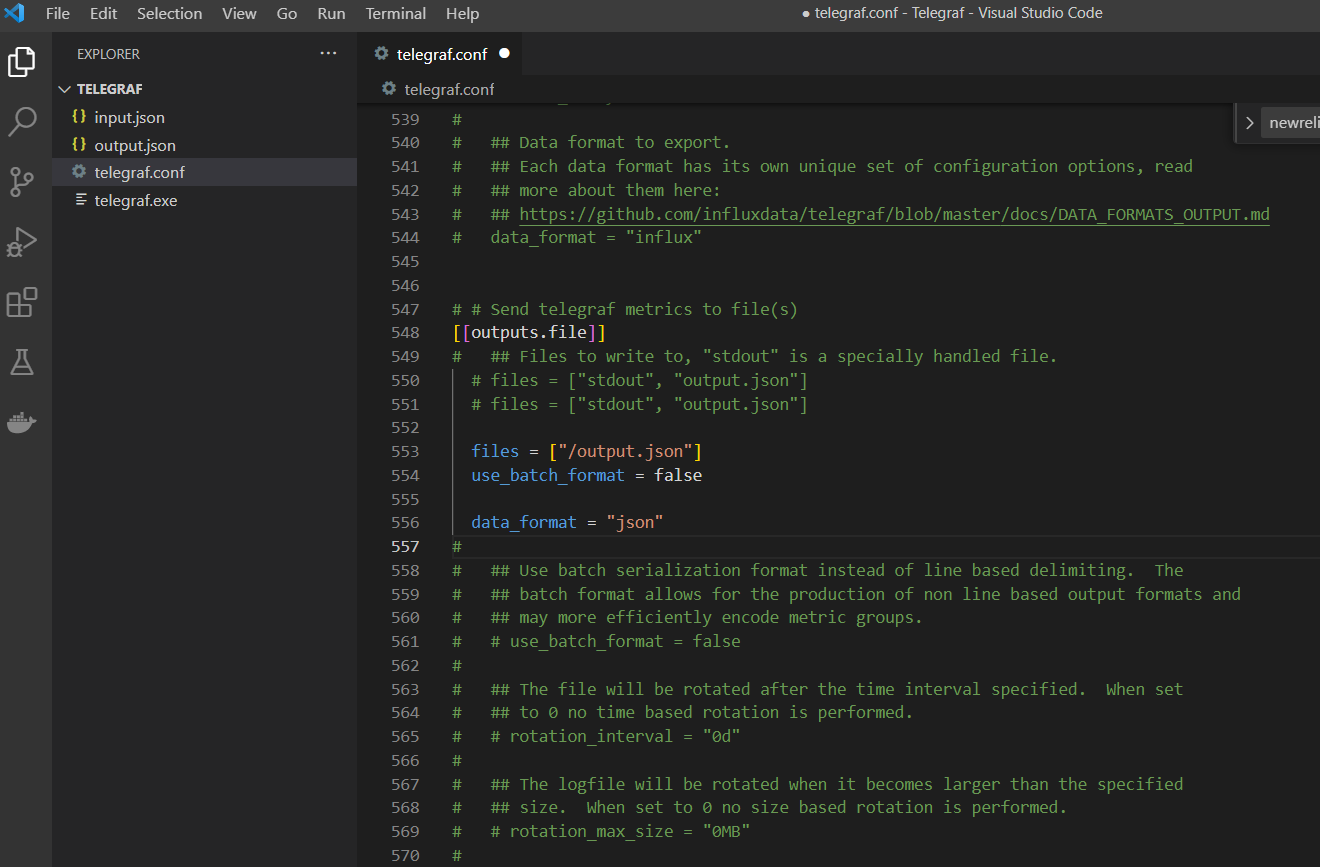 File Edit Selection View Go Run Terminal Help
● telegraf.conf - Telegraf - Visual Studio Code
EXPLORER ···
TELEGRAF
{} input.json
{} output.json
telegraf.conf
telegraf.exe
telegraf.conf ●
telegraf.conf
newreli
539 #
540 #   ## Data format to export.
541 #   ## Each data format has its own unique set of configuration options, read
542 #   ## more about them here:
543 #   ## https://github.com/influxdata/telegraf/blob/master/docs/DATA_FORMATS_OUTPUT.md
544 #   data_format = "influx"
545
546
547 # # Send telegraf metrics to file(s)
548 [[outputs.file]]
549 #   ## Files to write to, "stdout" is a specially handled file.
550   # files = ["stdout", "output.json"]
551   # files = ["stdout", "output.json"]
552
553   files = ["/output.json"]
554   use_batch_format = false
555
556   data_format = "json"
557 #
558 #   ## Use batch serialization format instead of line based delimiting.  The
559 #   ## batch format allows for the production of non line based output formats and
560 #   ## may more efficiently encode metric groups.
561 #   # use_batch_format = false
562 #
563 #   ## The file will be rotated after the time interval specified.  When set
564 #   ## to 0 no time based rotation is performed.
565 #   # rotation_interval = "0d"
566 #
567 #   ## The logfile will be rotated when it becomes larger than the specified
568 #   ## size.  When set to 0 no size based rotation is performed.
569 #   # rotation_max_size = "0MB"
570 #